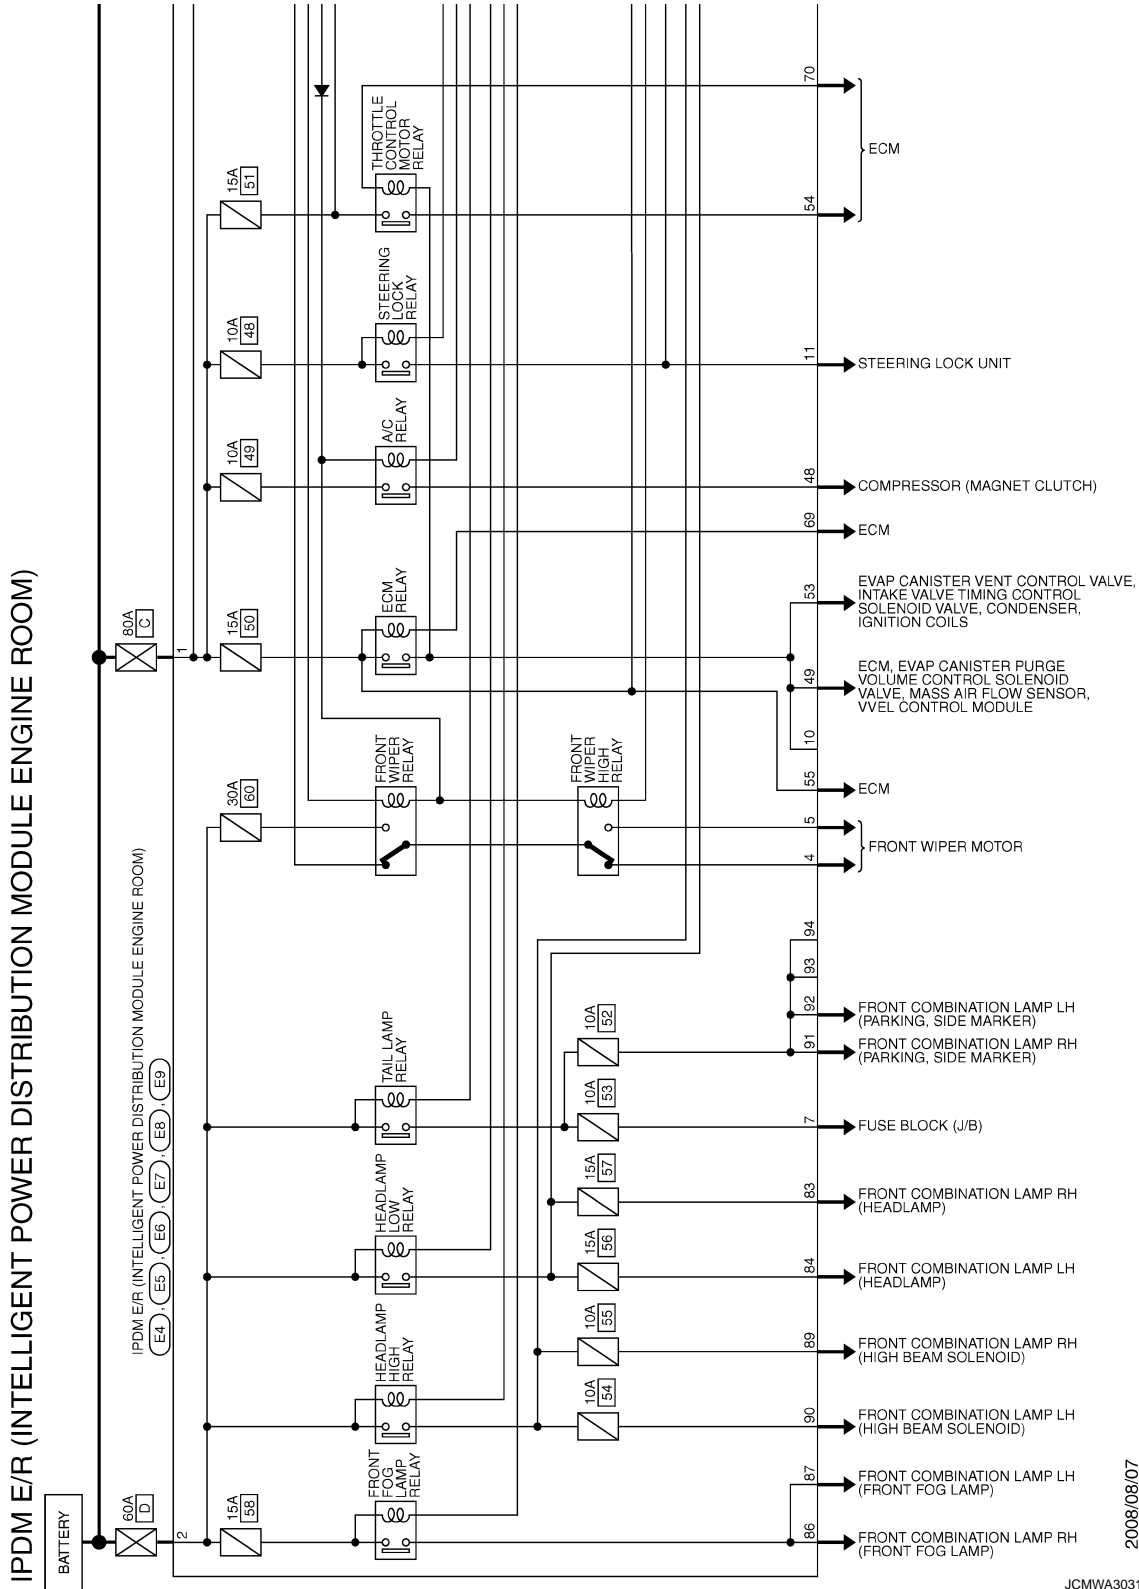 IPDM E/R (INTELLIGENT POWER DISTRIBUTION MODULE ENGINE ROOM)
BATTERY
60A
D
80A
C
2
1
IPDM E/R (INTELLIGENT POWER DISTRIBUTION MODULE ENGINE ROOM)
E4 , E5 , E6 , E7 , E8 , E9
15A
51
THROTTLE
CONTROL
MOTOR
RELAY
70
54
ECM
10A
48
STEERING
LOCK
RELAY
11
STEERING LOCK UNIT
10A
49
A/C
RELAY
48
COMPRESSOR (MAGNET CLUTCH)
69
ECM
15A
50
ECM
RELAY
53
EVAP CANISTER VENT CONTROL VALVE,
INTAKE VALVE TIMING CONTROL
SOLENOID VALVE, CONDENSER,
IGNITION COILS
49
ECM, EVAP CANISTER PURGE
VOLUME CONTROL SOLENOID
VALVE, MASS AIR FLOW SENSOR,
VVEL CONTROL MODULE
10
55
ECM
30A
60
FRONT
WIPER
RELAY
FRONT
WIPER
HIGH
RELAY
5
4
FRONT WIPER MOTOR
94
93
92
FRONT COMBINATION LAMP LH
(PARKING, SIDE MARKER)
10A
52
91
FRONT COMBINATION LAMP RH
(PARKING, SIDE MARKER)
TAIL LAMP
RELAY
10A
53
7
FUSE BLOCK (J/B)
15A
57
83
FRONT COMBINATION LAMP RH
(HEADLAMP)
HEADLAMP
LOW
RELAY
15A
56
84
FRONT COMBINATION LAMP LH
(HEADLAMP)
10A
55
89
FRONT COMBINATION LAMP RH
(HIGH BEAM SOLENOID)
HEADLAMP
HIGH
RELAY
10A
54
90
FRONT COMBINATION LAMP LH
(HIGH BEAM SOLENOID)
87
FRONT COMBINATION LAMP LH
(FRONT FOG LAMP)
15A
58
FRONT
FOG
LAMP
RELAY
86
FRONT COMBINATION LAMP RH
(FRONT FOG LAMP)
2008/08/07
JCMWA3031